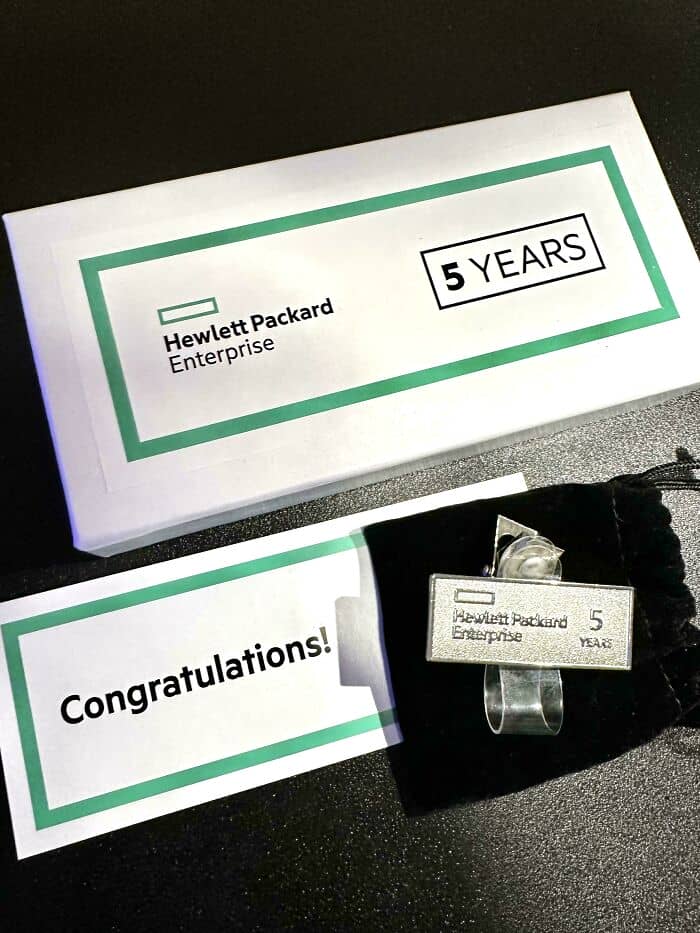 Hewlett Packard
Enterprise
5 YEARS
Congratulations!
Hewlett Packard
Enterprise
5
YEARS